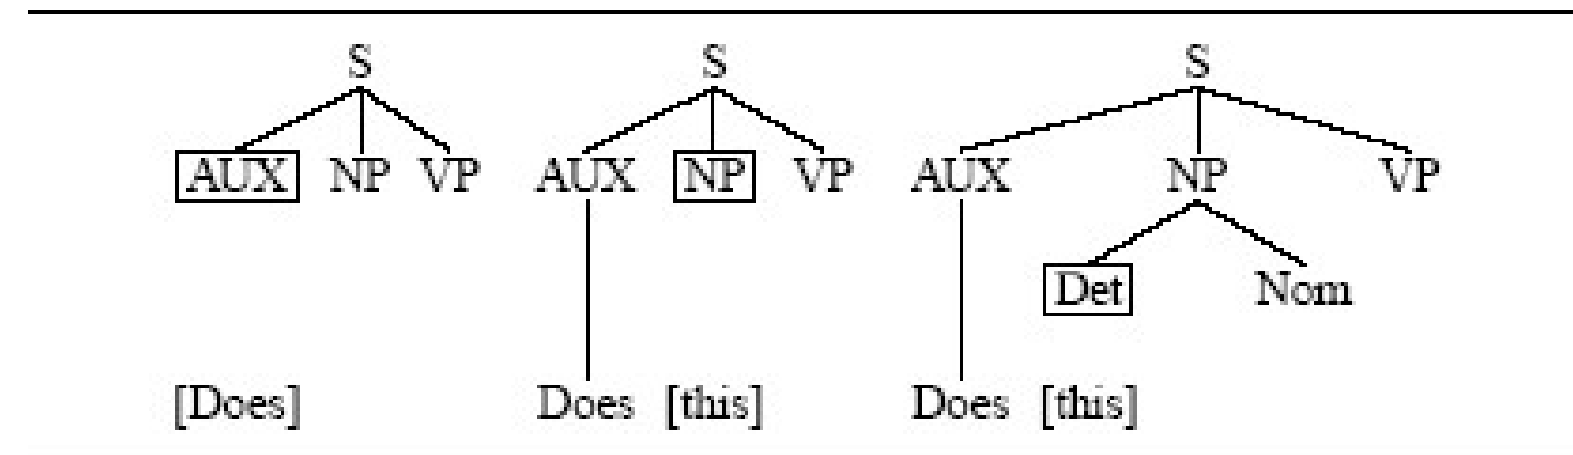 S S S
AUX NP VP AUX NP VP AUX NP VP
Det Nom
[Does] Does [this] Does [this]